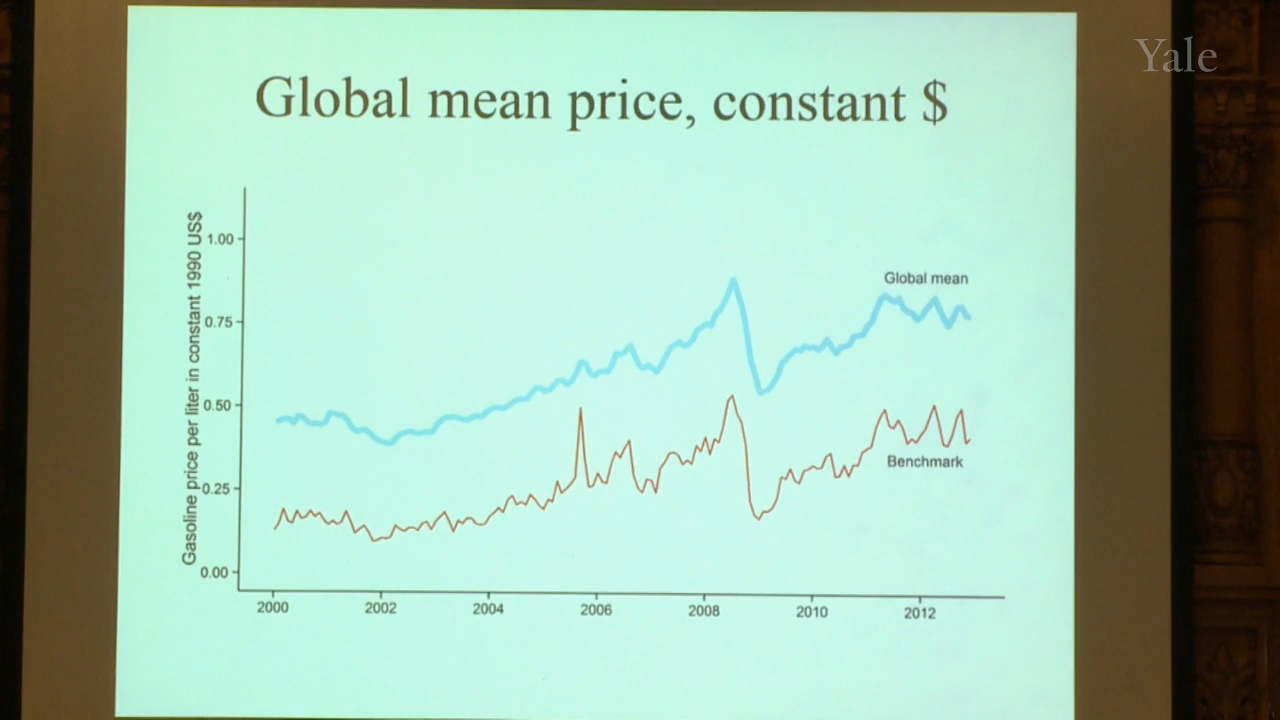 Yale
Global mean price, constant $
Gasoline price per liter in constant 1990 US$
1.00
0.75
0.50
0.25
0.00
Global mean
Benchmark
2000 2002 2004 2006 2008 2010 2012